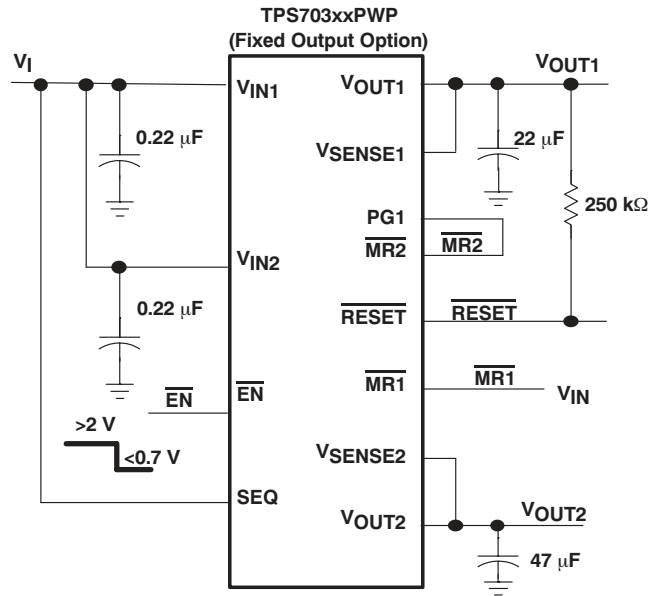 TPS703xxPWP
(Fixed Output Option)
VI
VOUT1
VIN1
VOUT1
0.22 μF
22 μF
VSENSE1
250 kΩ
PG1
MR2
MR2
VIN2
0.22 μF
RESET
RESET
EN
EN
MR1
MR1
VIN
>2 V
<0.7 V
VSENSE2
SEQ
VOUT2
VOUT2
47 μF